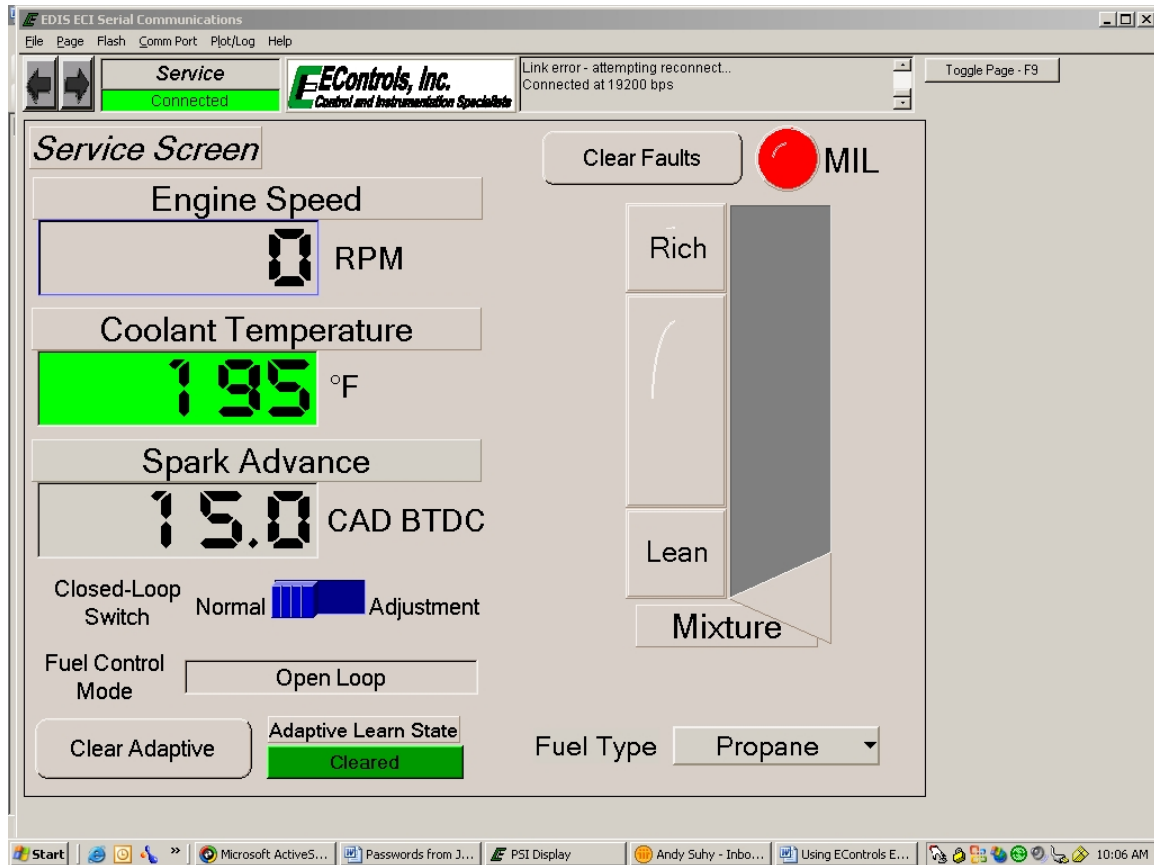 EDIS ECI Serial Communications
File Page Flash Comm Port Plot/Log Help
Service
Connected
EControls, Inc.
Control and Instrumentation Specialists
Link error - attempting reconnect...
Connected at 19200 bps
Toggle Page - F9
Service Screen
Clear Faults
MIL
Engine Speed
0 RPM
Rich
Coolant Temperature
195 °F
Spark Advance
15.0 CAD BTDC
Lean
Mixture
Closed-Loop
Switch
Normal
Adjustment
Fuel Control
Mode
Open Loop
Clear Adaptive
Adaptive Learn State
Cleared
Fuel Type
Propane
Start
»
Microsoft ActiveS...
Passwords from J...
PSI Display
Andy Suhy - Inbo...
Using EControls E...
10:06 AM